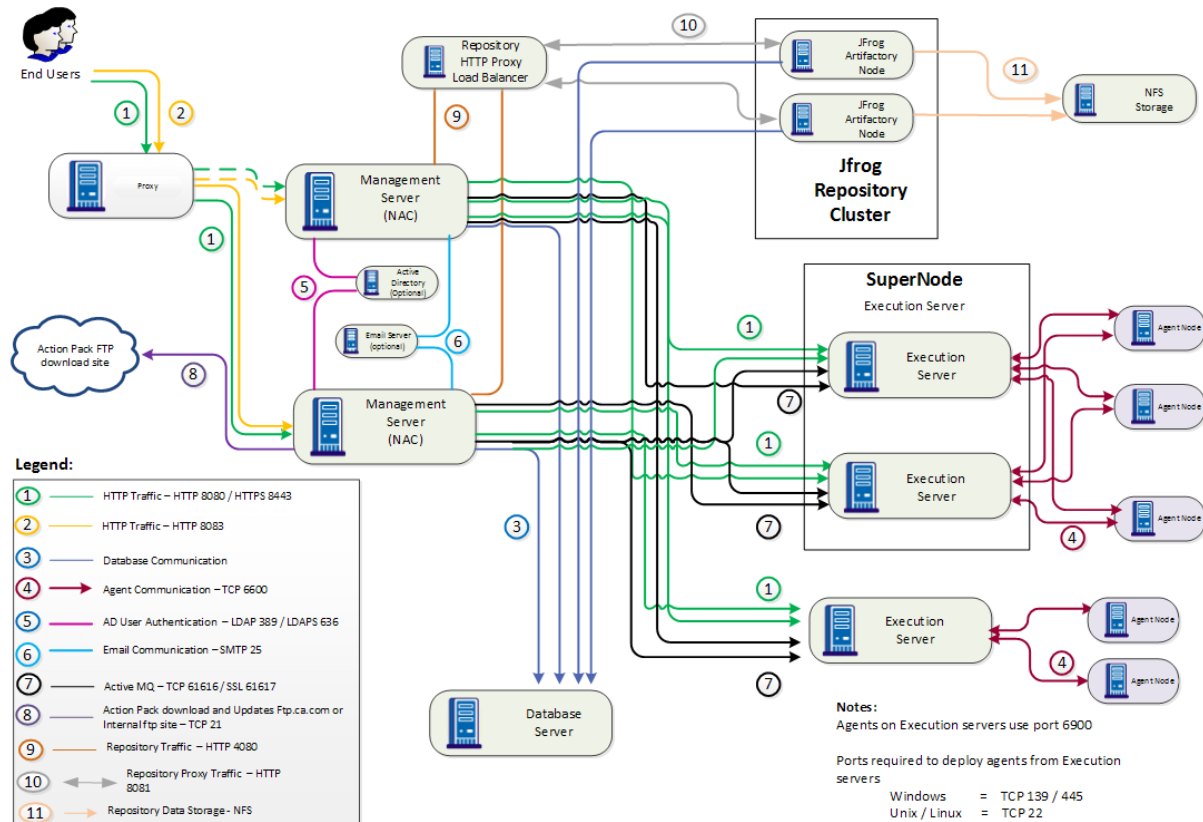 End Users
1
2
Proxy
1
Repository
HTTP Proxy
Load Balancer
9
10
JFrog
Artifactory
Node
JFrog
Artifactory
Node
Jfrog
Repository
Cluster
11
NFS
Storage
Management
Server
(NAC)
5
Active
Directory
(Optional)
Email Server
(optional)
6
Action Pack FTP
download site
8
Management
Server
(NAC)
3
Database
Server
SuperNode
Execution Server
1
Execution
Server
7
1
Execution
Server
7
1
Execution
Server
7
Agent Node
Agent Node
Agent Node
4
Agent Node
4
Agent Node
Legend:
1 HTTP Traffic – HTTP 8080 / HTTPS 8443
2 HTTP Traffic – HTTP 8083
3 Database Communication
4 Agent Communication – TCP 6600
5 AD User Authentication – LDAP 389 / LDAPS 636
6 Email Communication – SMTP 25
7 Active MQ – TCP 61616 / SSL 61617
8 Action Pack download and Updates Ftp.ca.com or
Internal ftp site – TCP 21
9 Repository Traffic – HTTP 4080
10 Repository Proxy Traffic – HTTP
8081
11 Repository Data Storage - NFS
Notes:
Agents on Execution servers use port 6900
Ports required to deploy agents from Execution
servers
Windows = TCP 139 / 445
Unix / Linux = TCP 22